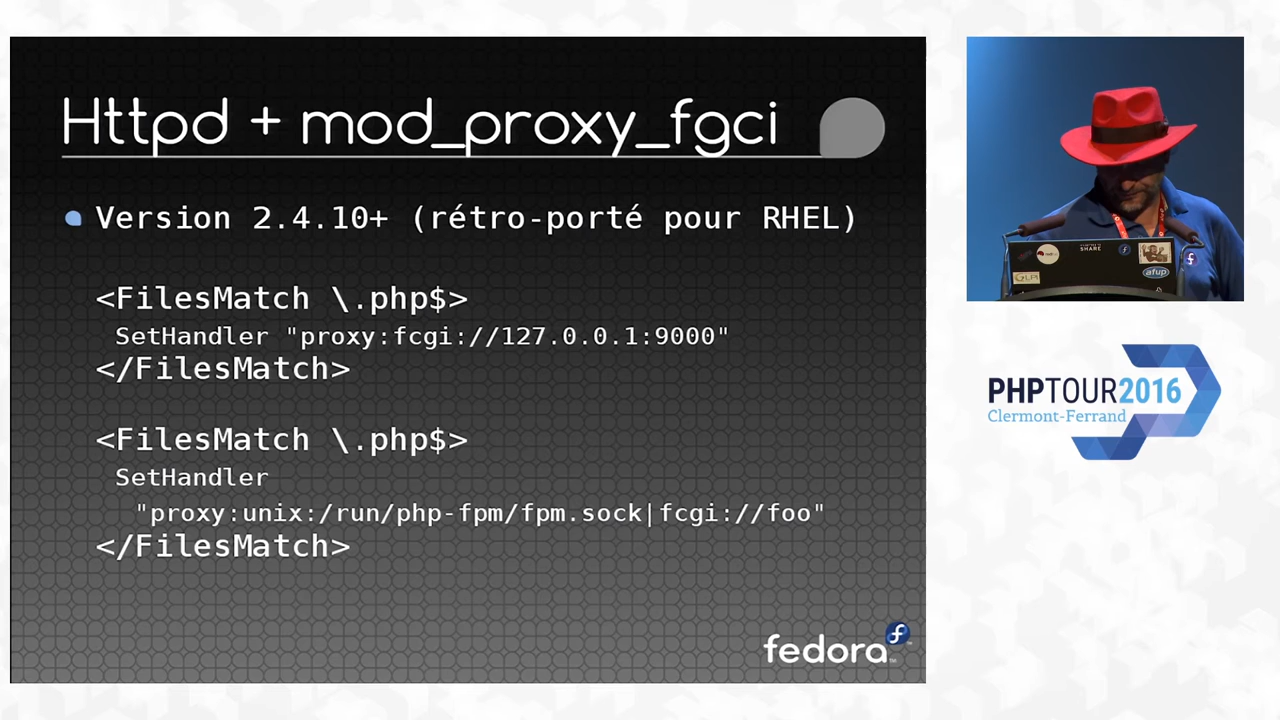 Httpd + mod_proxy_fgci
Version 2.4.10+ (rétro-porté pour RHEL)
<FilesMatch \.php$>
SetHandler "proxy:fcgi://127.0.0.1:9000"
</FilesMatch>
<FilesMatch \.php$>
SetHandler
"proxy:unix:/run/php-fpm/fpm.sock|fcgi://foo"
</FilesMatch>
fedora
SHARE
afup
PHPTOUR2016
Clermont-Ferrand